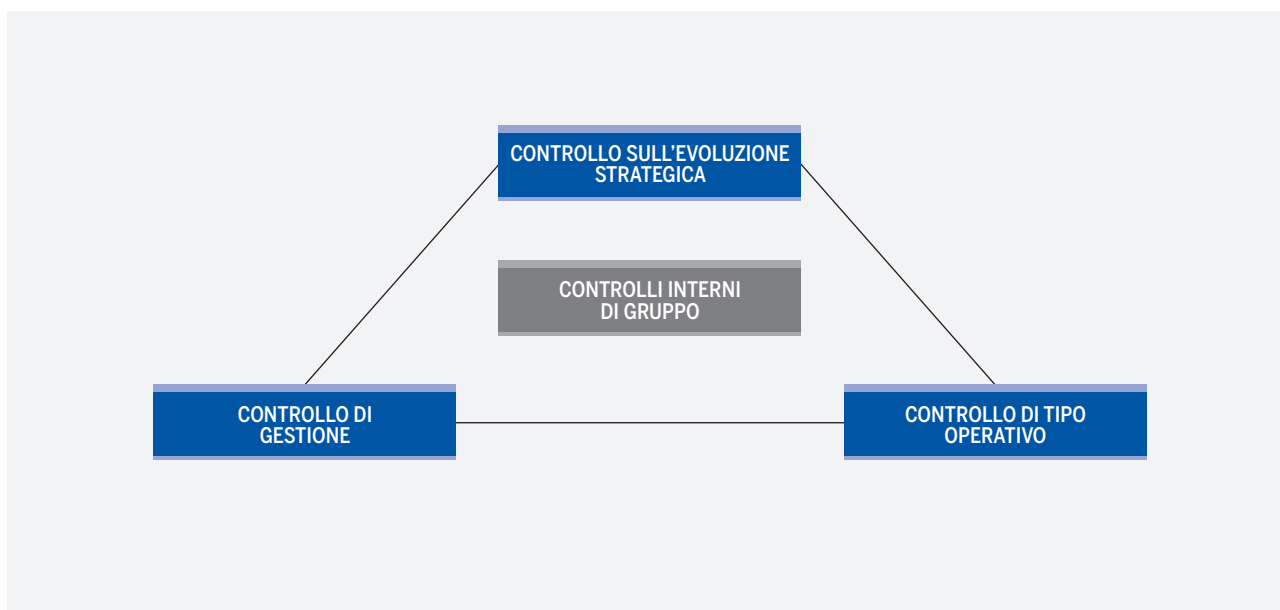 CONTROLLO SULL'EVOLUZIONE
STRATEGICA
CONTROLLI INTERNI
DI GRUPPO
CONTROLLO DI
GESTIONE
CONTROLLO DI TIPO
OPERATIVO